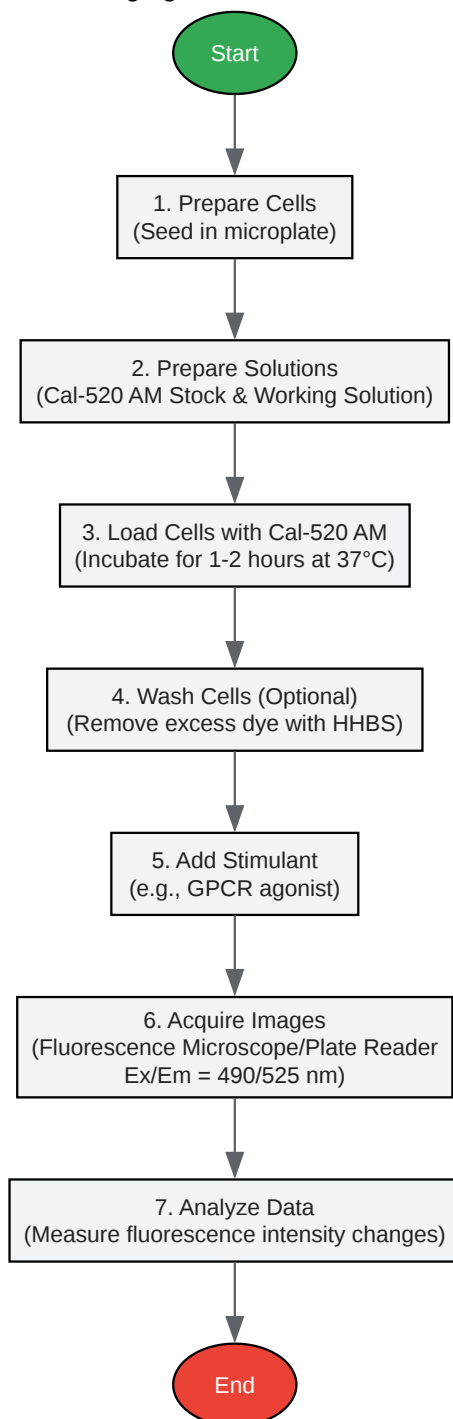 Start
1. Prepare Cells
(Seed in microplate)
2. Prepare Solutions
(Cal-520 AM Stock & Working Solution)
3. Load Cells with Cal-520 AM
(Incubate for 1-2 hours at 37°C)
4. Wash Cells (Optional)
(Remove excess dye with HHBS)
5. Add Stimulant
(e.g., GPCR agonist)
6. Acquire Images
(Fluorescence Microscope/Plate Reader
Ex/Em = 490/525 nm)
7. Analyze Data
(Measure fluorescence intensity changes)
End